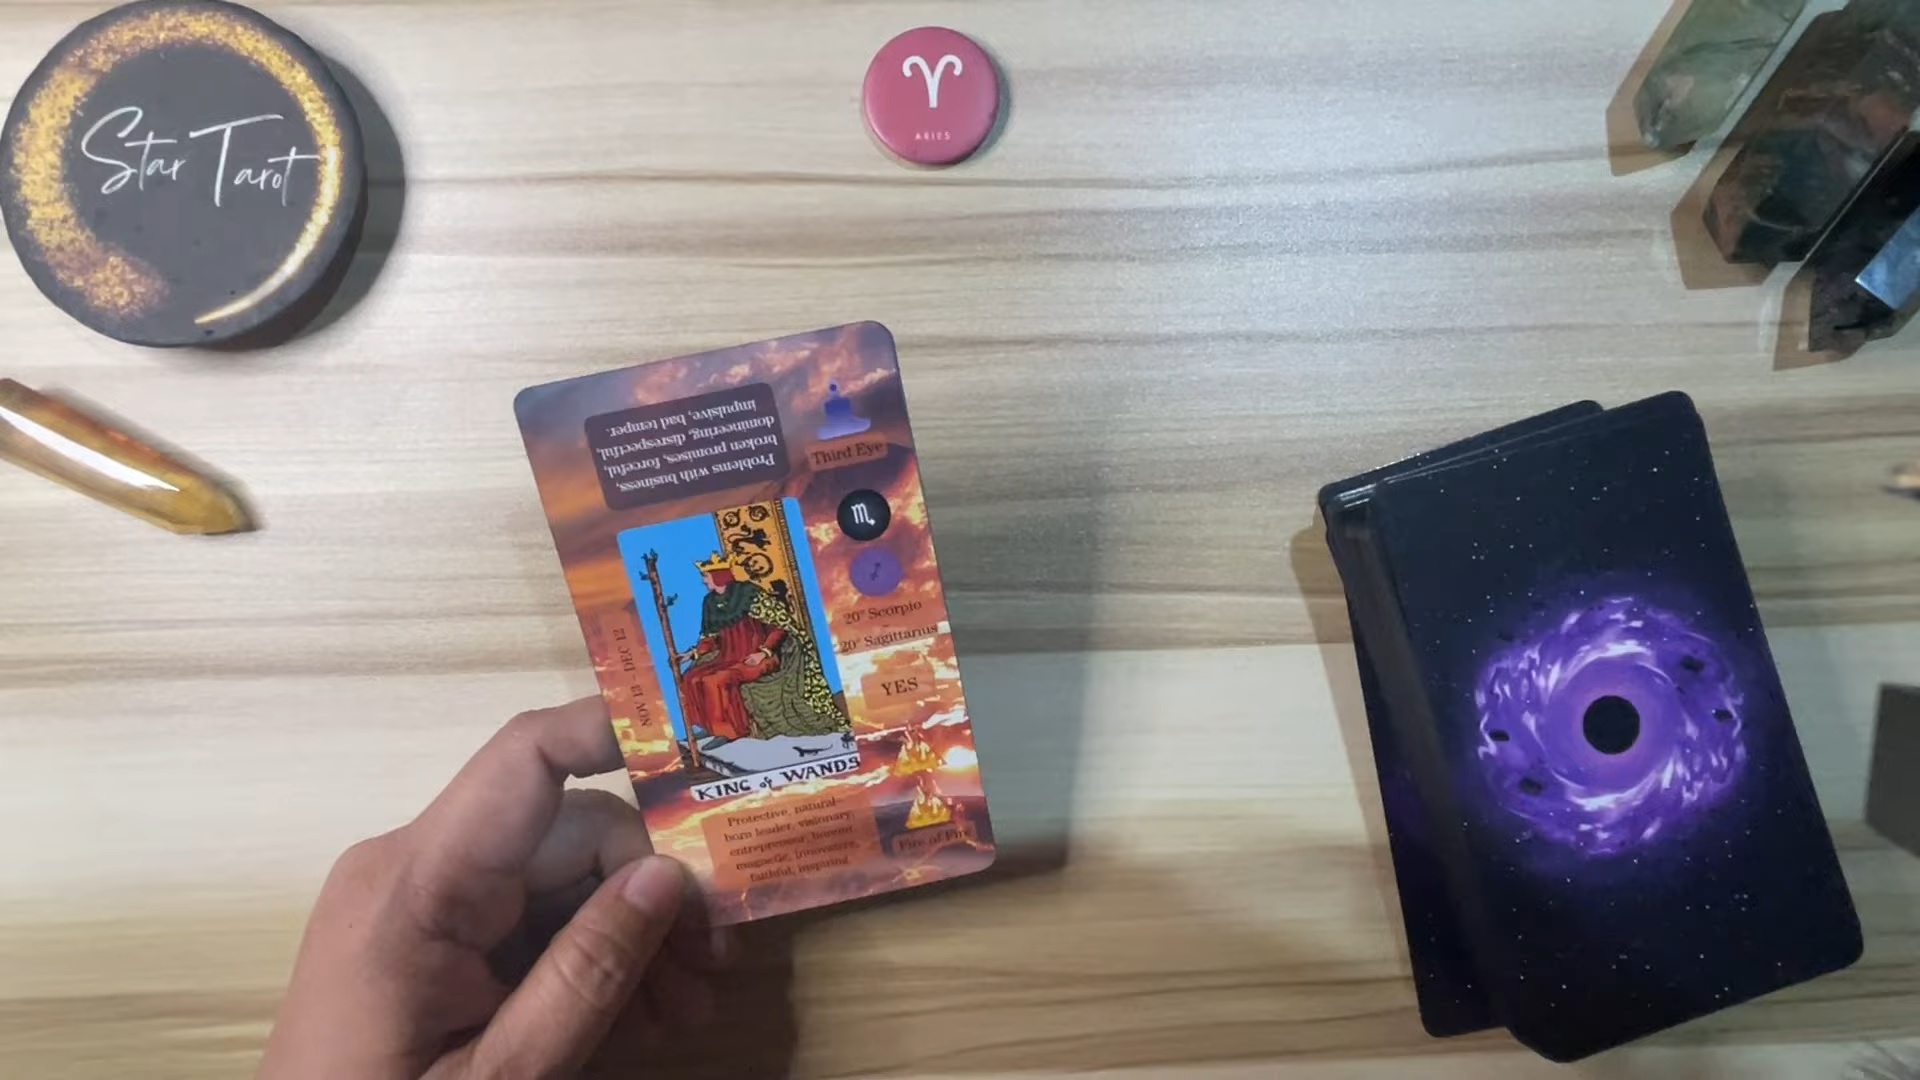 Star Tarot
ARIES
Problems with business,
broken promises, forceful,
domineering, disrespectful,
impulsive, bad temper.
Third Eye
20° Scorpio
–
20° Sagittarius
YES
NOV 13 - DEC 12
KING of WANDS
Fire of Fire
Protective, natural-
born leader, visionary,
entrepreneur, honest,
magnetic, innovative,
faithful, inspiring